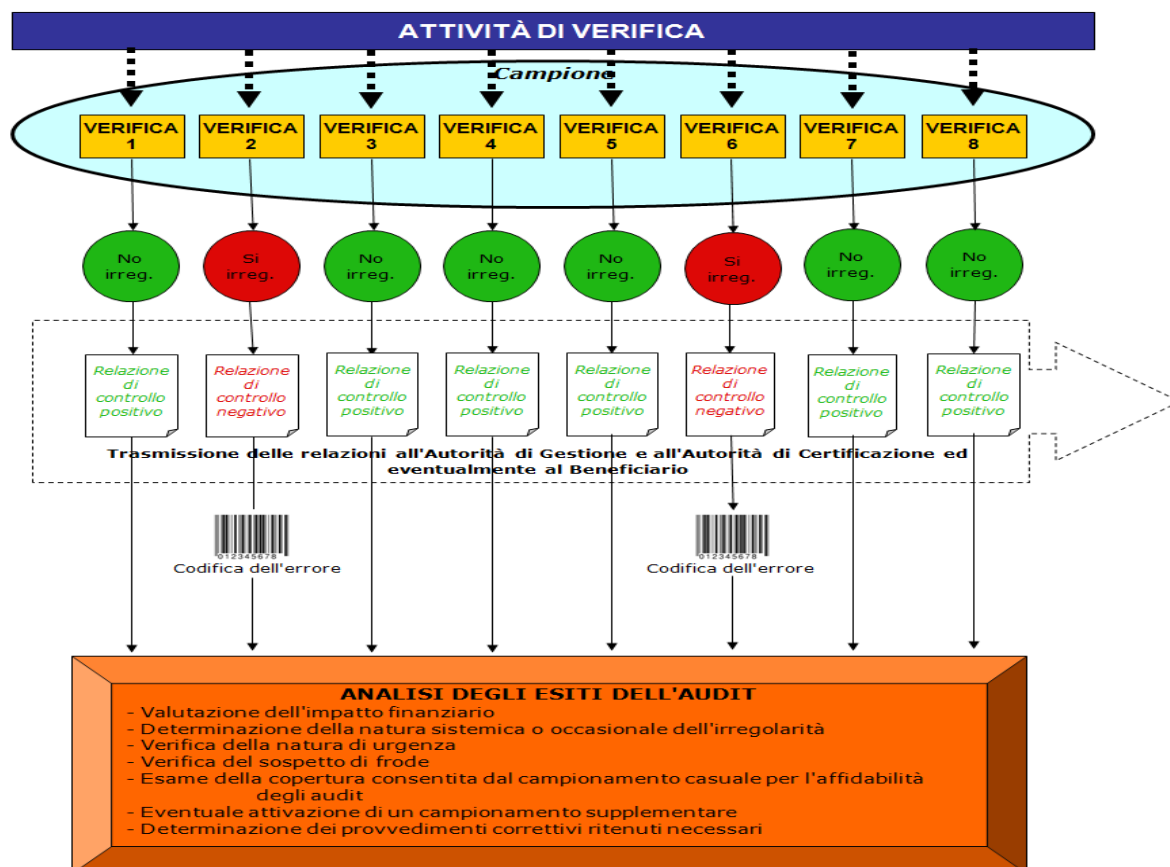 ATTIVITÀ DI VERIFICA
Campione
VERIFICA
1
VERIFICA
2
VERIFICA
3
VERIFICA
4
VERIFICA
5
VERIFICA
6
VERIFICA
7
VERIFICA
8
No
irreg.
Si
irreg.
No
irreg.
No
irreg.
No
irreg.
Si
irreg.
No
irreg.
No
irreg.
Relazione
di
controllo
positivo
Relazione
di
controllo
negativo
Relazione
di
controllo
positivo
Relazione
di
controllo
positivo
Relazione
di
controllo
positivo
Relazione
di
controllo
negativo
Relazione
di
controllo
positivo
Relazione
di
controllo
positivo
Trasmissione delle relazioni all'Autorità di Gestione e all'Autorità di Certificazione ed
eventualmente al Beneficiario
012345678
Codifica dell'errore
012345678
Codifica dell'errore
ANALISI DEGLI ESITI DELL'AUDIT
- Valutazione dell'impatto finanziario
- Determinazione della natura sistemica o occasionale dell'irregolarità
- Verifica della natura di urgenza
- Verifica del sospetto di frode
- Esame della copertura consentita dal campionamento casuale per l'affidabilità
degli audit
- Eventuale attivazione di un campionamento supplementare
- Determinazione dei provvedimenti correttivi ritenuti necessari